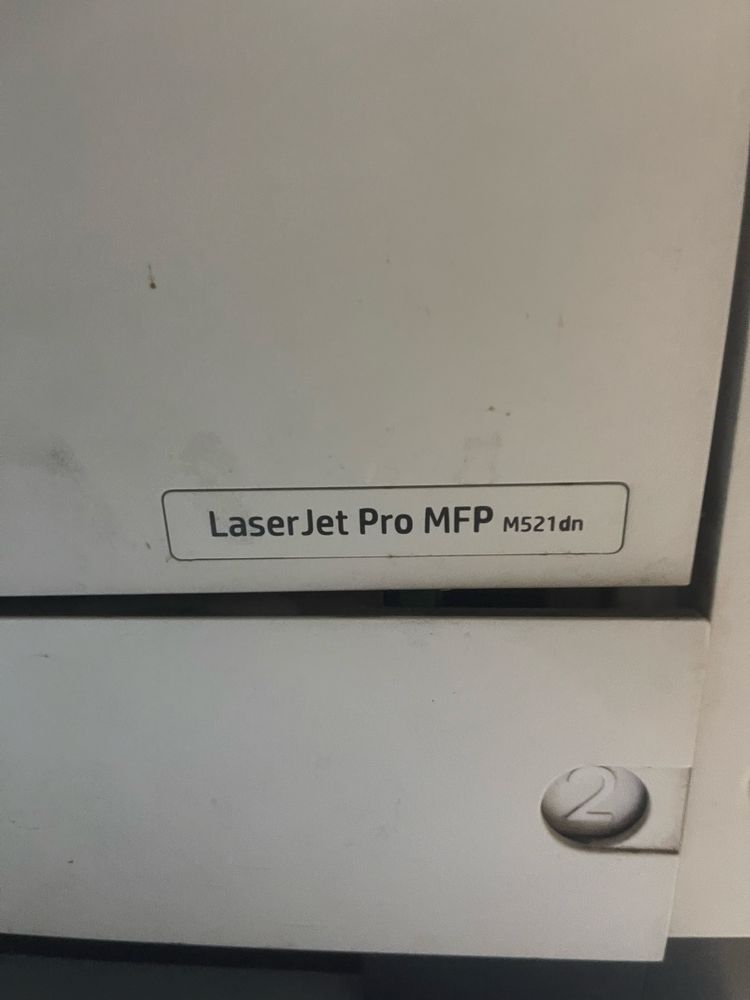 LaserJet Pro MFP M521dn
2